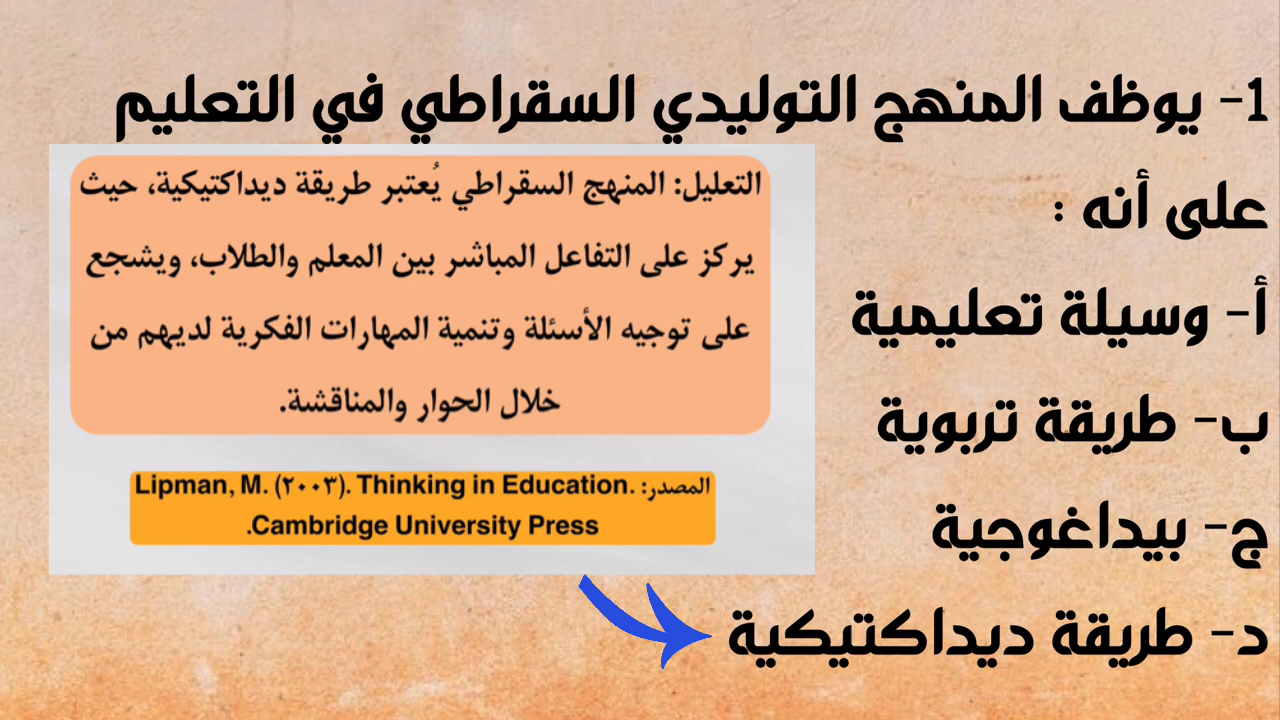 1- يوظف المنهج التوليدي السقراطي في التعليم
على أنه :
أ- وسيلة تعليمية
ب- طريقة تربوية
ج- بيداغوجية
د- طريقة ديداكتيكية
التعليل: المنهج السقراطي يُعتبر طريقة ديداكتيكية، حيث
يركز على التفاعل المباشر بين المعلم والطلاب، ويشجع
على توجيه الأسئلة وتنمية المهارات الفكرية لديهم من
خلال الحوار والمناقشة.
المصدر: Lipman, M. (٢٠٠٣). Thinking in Education.
Cambridge University Press.